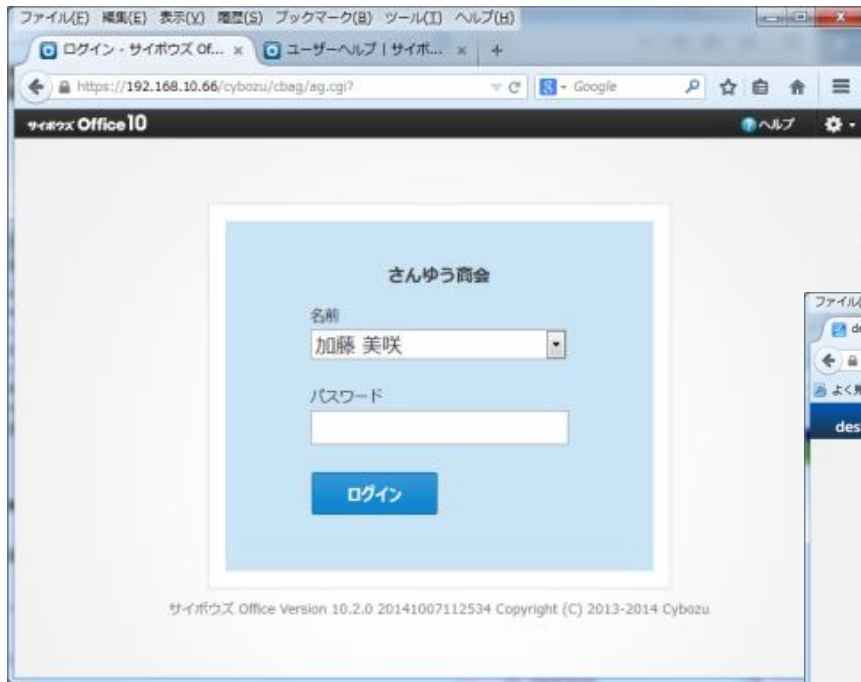 ファイル(F) 編集(E) 表示(V) 履歴(S) ブックマーク(B) ツール(T) ヘルプ(H)
ログイン - サイボウズ Of... × ユーザーヘルプ | サイボ... × +
https://192.168.10.66/cybozu/cbag/ag.cgi? Google
サイボウズ Office 10 ヘルプ
さんゆう商会
名前
加藤 美咲
パスワード
ログイン
サイボウズ Office Version 10.2.0 20141007112534 Copyright (C) 2013-2014 Cybozu
ファイル(
de
よく見
des